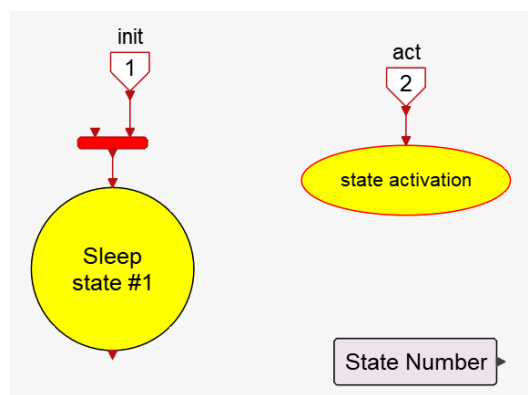 init
1
act
2
state activation
Sleep
state #1
State Number